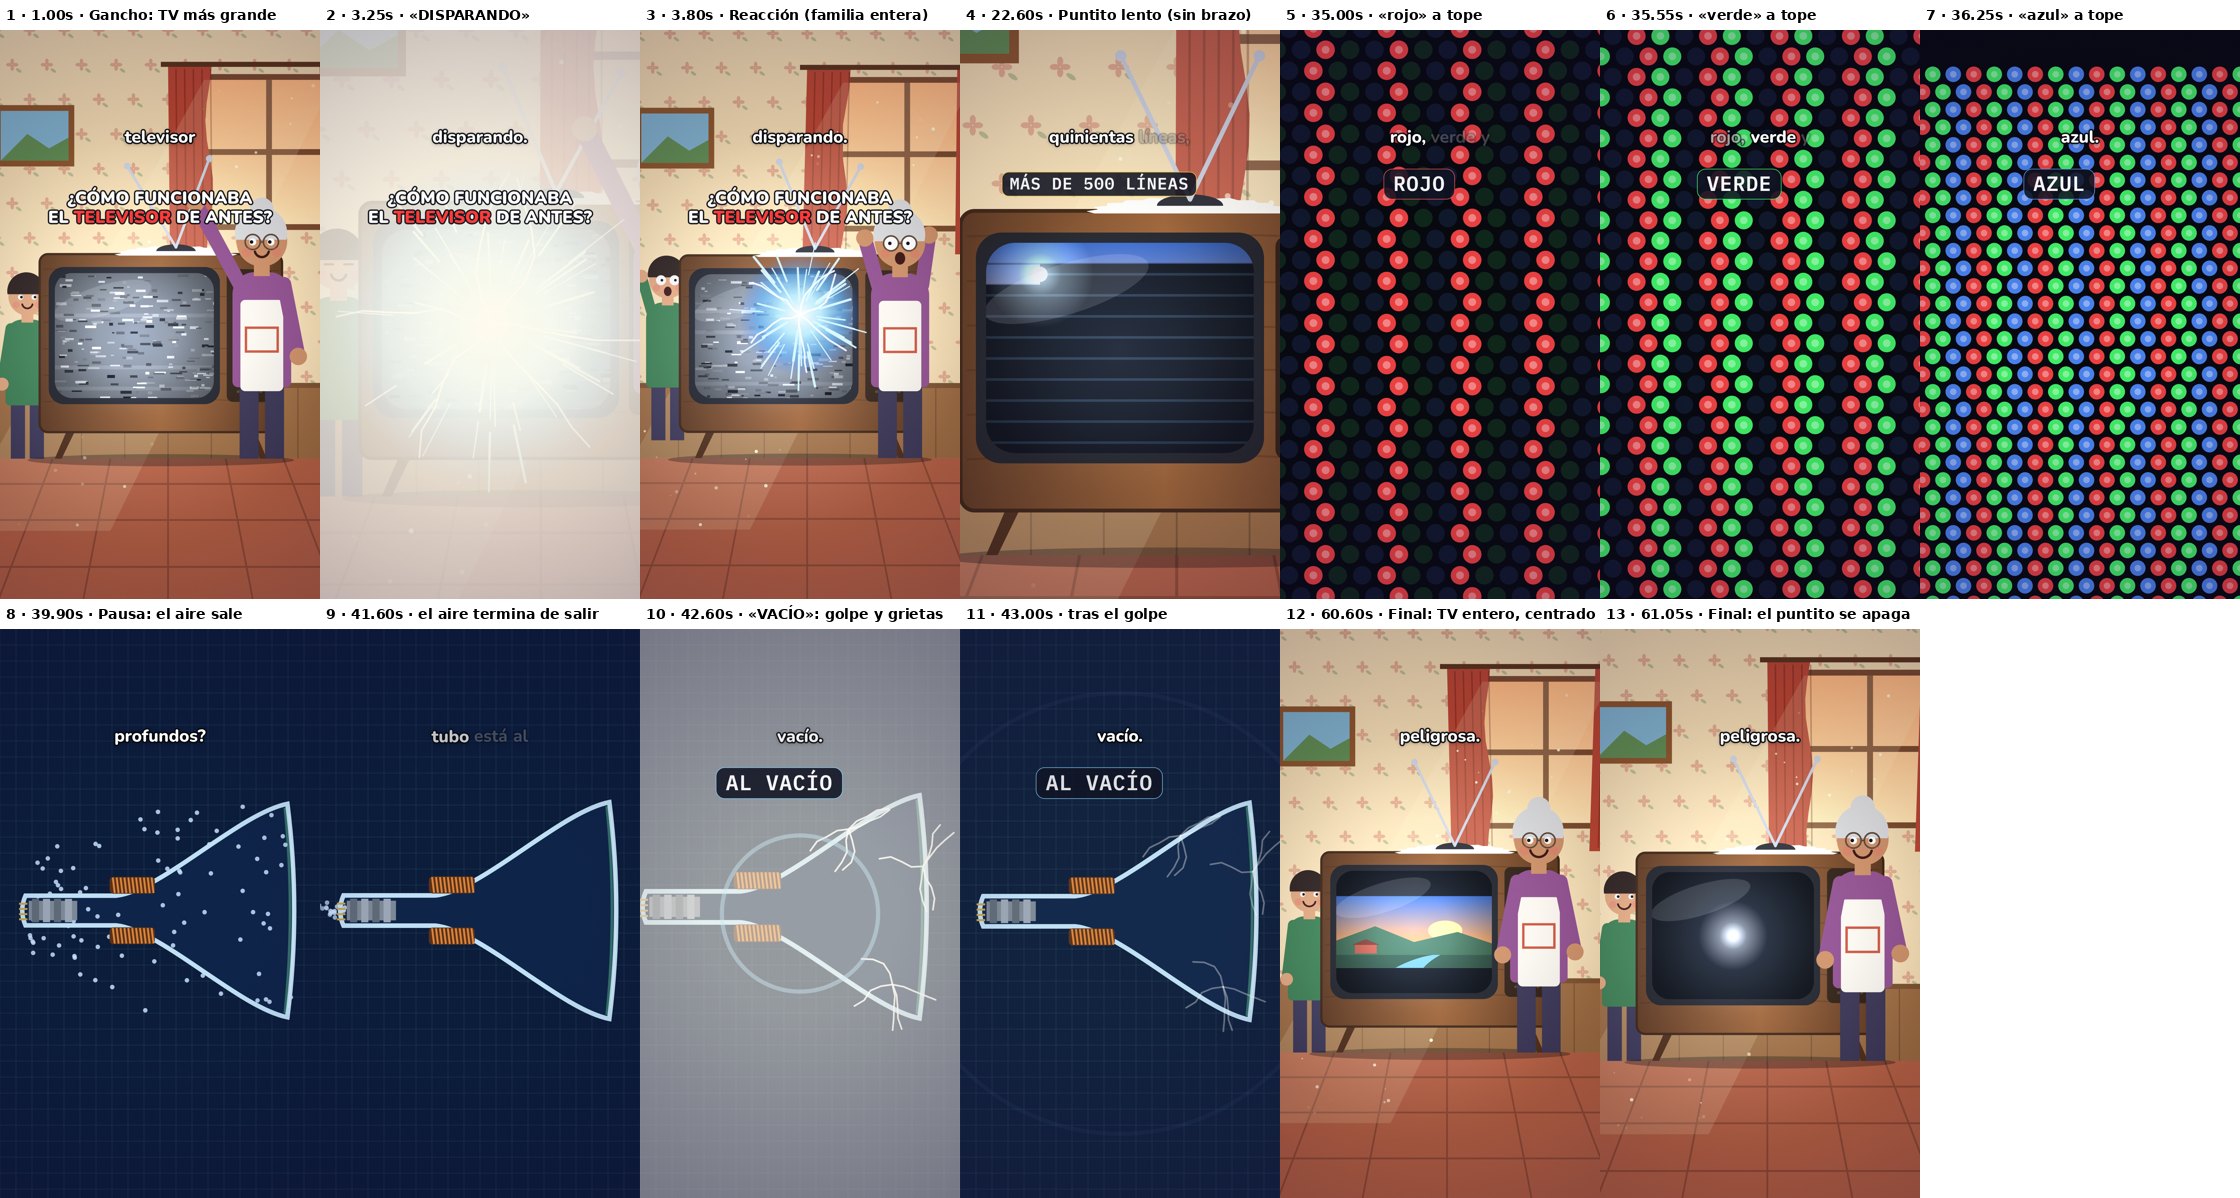 1 · 1.00s · Gancho: TV más grande
televisor
¿CÓMO FUNCIONABA
EL TELEVISOR DE ANTES?
2 · 3.25s · «DISPARANDO»
disparando.
¿CÓMO FUNCIONABA
EL TELEVISOR DE ANTES?
3 · 3.80s · Reacción (familia entera)
disparando.
¿CÓMO FUNCIONABA
EL TELEVISOR DE ANTES?
4 · 22.60s · Puntito lento (sin brazo)
quinientas líneas,
MÁS DE 500 LÍNEAS
5 · 35.00s · «rojo» a tope
rojo, verde y
ROJO
6 · 35.55s · «verde» a tope
rojo, verde y
VERDE
7 · 36.25s · «azul» a tope
azul.
AZUL
8 · 39.90s · Pausa: el aire sale
profundos?
9 · 41.60s · el aire termina de salir
tubo está al
10 · 42.60s · «VACÍO»: golpe y grietas
vacío.
AL VACÍO
11 · 43.00s · tras el golpe
vacío.
AL VACÍO
12 · 60.60s · Final: TV entero, centrado
peligrosa.
13 · 61.05s · Final: el puntito se apaga
peligrosa.